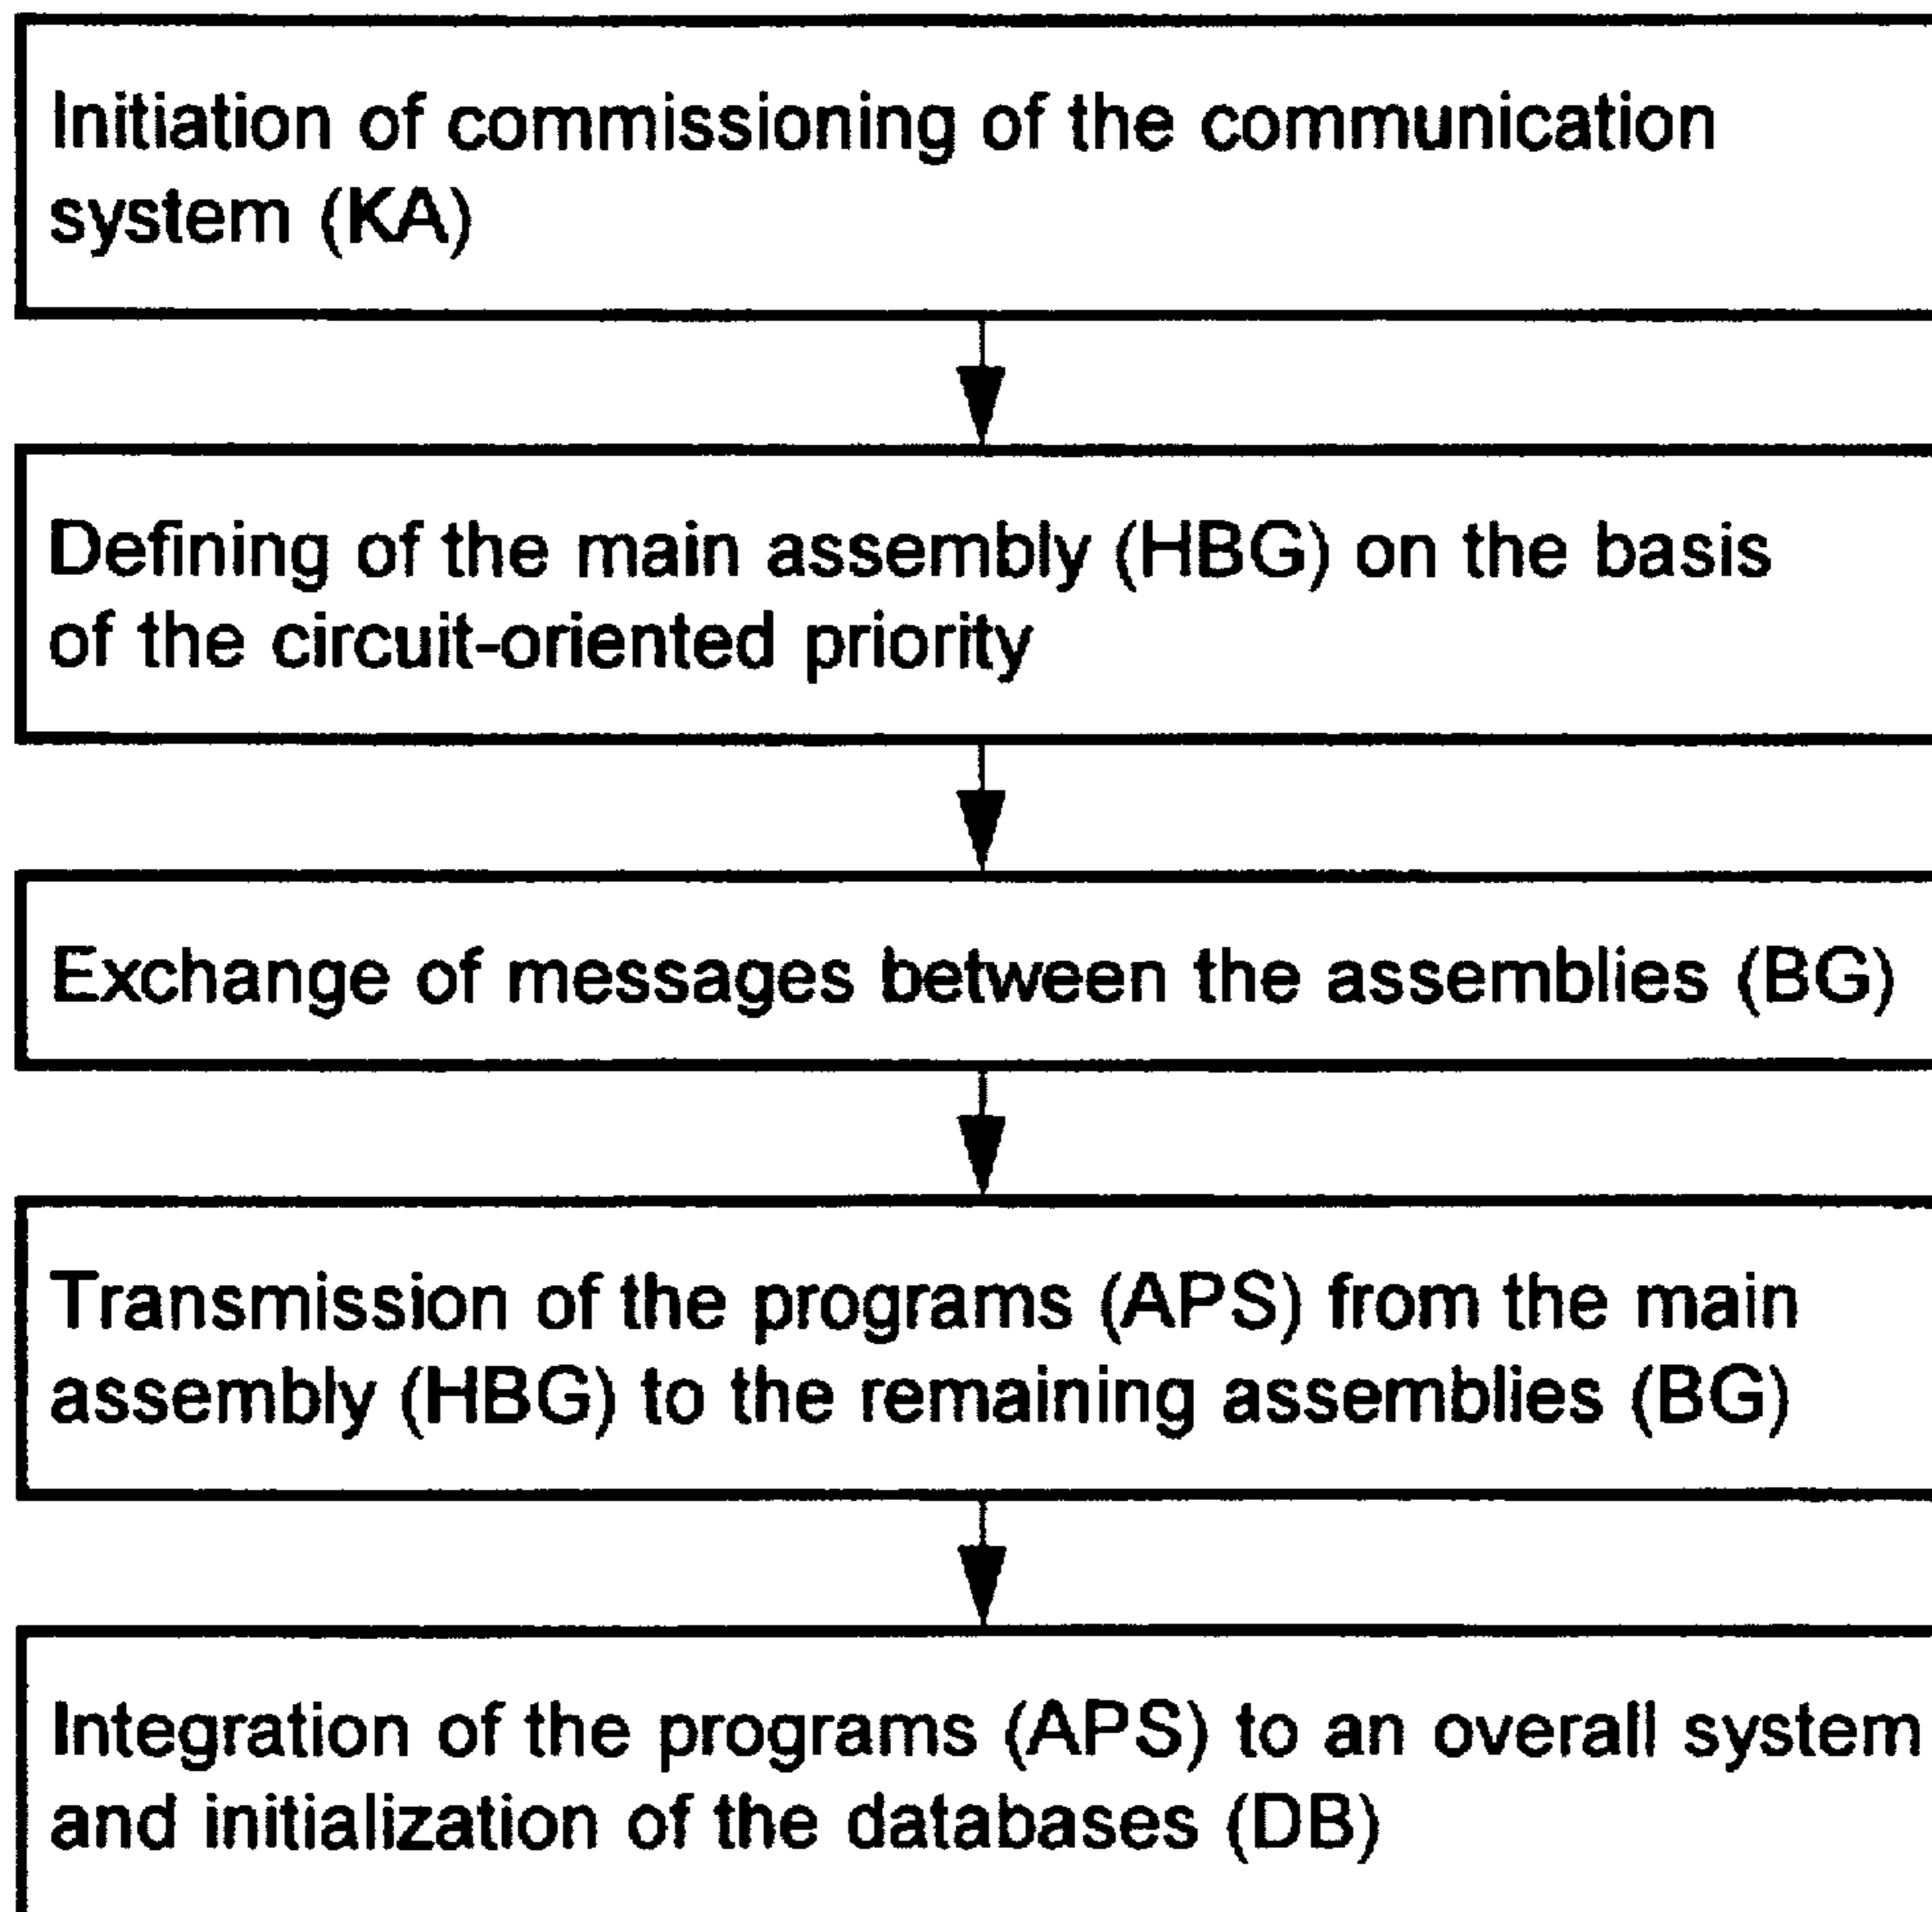 Initiation of commissioning of the communication
system (KA)
Defining of the main assembly (HBG) on the basis
of the circuit-oriented priority
Exchange of messages between the assemblies (BG)
Transmission of the programs (APS) from the main
assembly (HBG) to the remaining assemblies (BG)
Integration of the programs (APS) to an overall system
and initialization of the databases (DB)